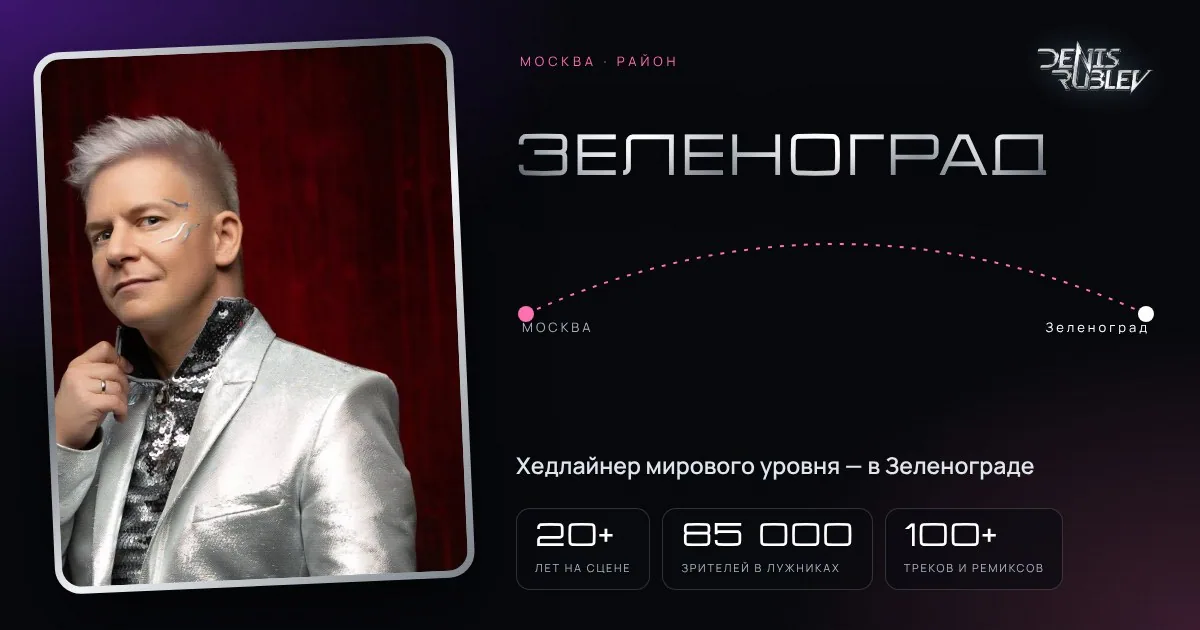 МОСКВА · РАЙОН
DENIS
RUBLEV
ЗЕЛЕНОГРАД
МОСКВА
Зеленоград
Хедлайнер мирового уровня — в Зеленограде
20+
ЛЕТ НА СЦЕНЕ
85 000
ЗРИТЕЛЕЙ В ЛУЖНИКАХ
100+
ТРЕКОВ И РЕМИКСОВ